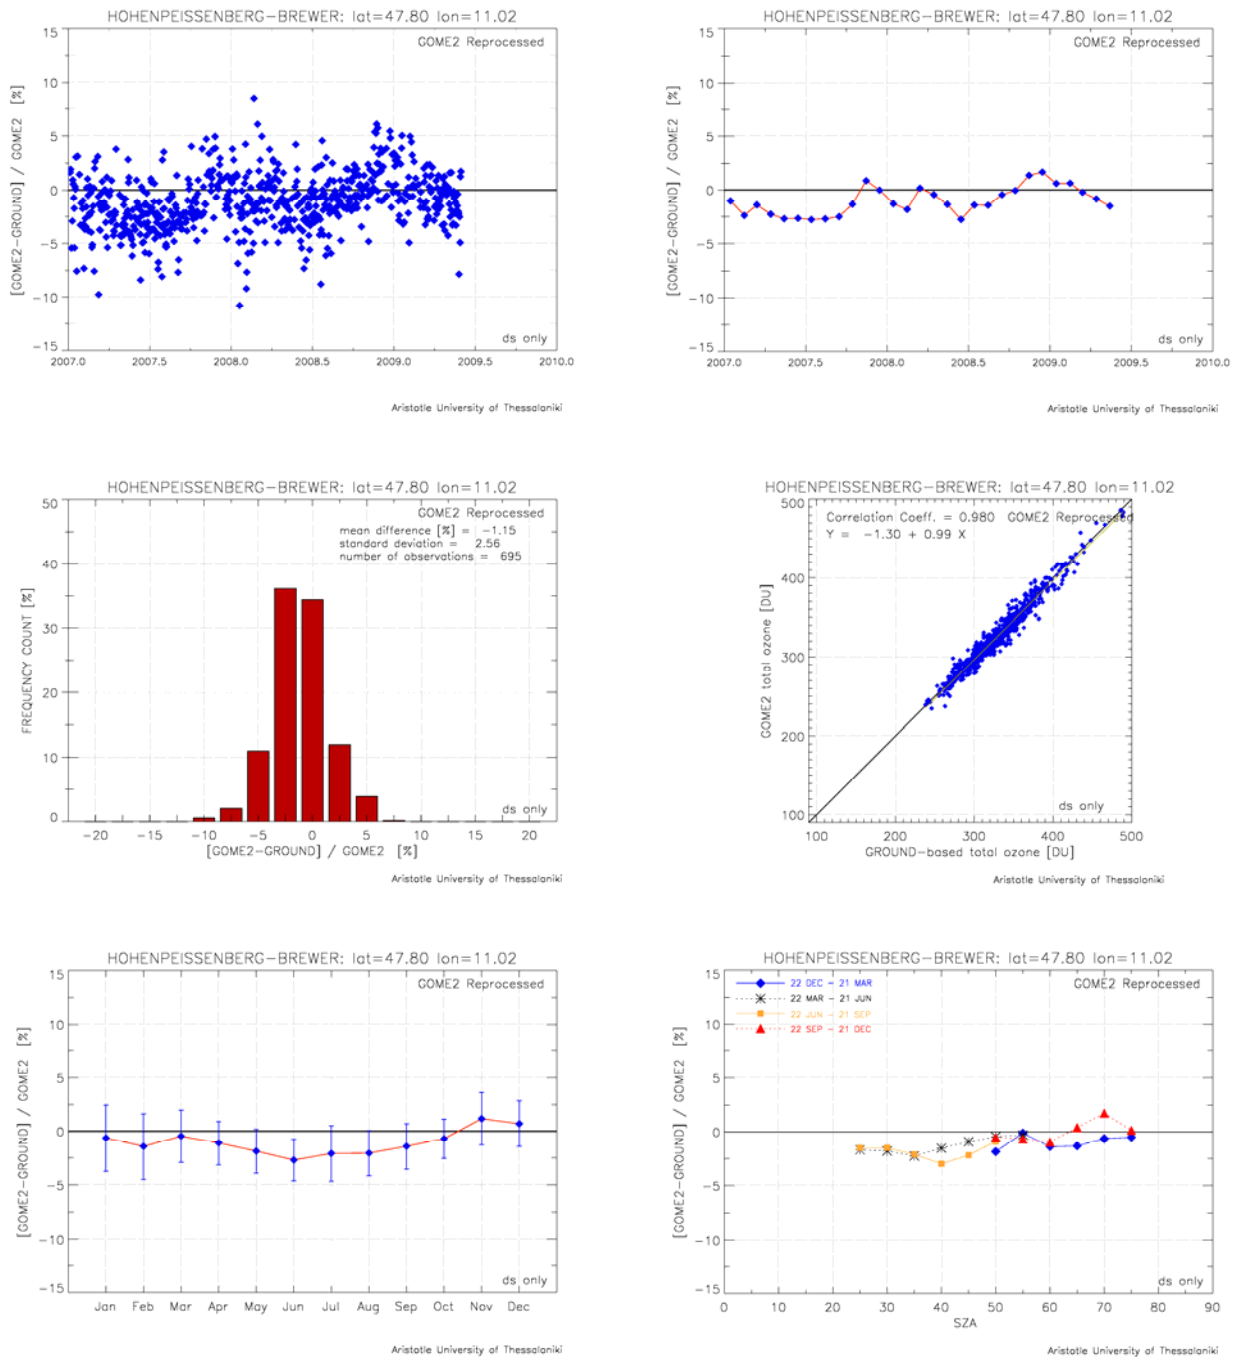 HOHENPEISSENBERG-BREWER: lat=47.80 lon=11.02
GOME2 Reprocessed
[GOME2-GROUND] / GOME2 [%]
15
10
5
0
-5
-10
-15
ds only
2007.0 2007.5 2008.0 2008.5 2009.0 2009.5 2010.0
Aristotle University of Thessaloniki
HOHENPEISSENBERG-BREWER: lat=47.80 lon=11.02
GOME2 Reprocessed
[GOME2-GROUND] / GOME2 [%]
15
10
5
0
-5
-10
-15
ds only
2007.0 2007.5 2008.0 2008.5 2009.0 2009.5 2010.0
Aristotle University of Thessaloniki
HOHENPEISSENBERG-BREWER: lat=47.80 lon=11.02
GOME2 Reprocessed
mean difference [%] = -1.15
standard deviation = 2.56
number of observations = 695
FREQUENCY COUNT [%]
50
40
30
20
10
0
ds only
-20 -15 -10 -5 0 5 10 15 20
[GOME2-GROUND] / GOME2 [%]
Aristotle University of Thessaloniki
HOHENPEISSENBERG-BREWER: lat=47.80 lon=11.02
Correlation Coeff. = 0.980 GOME2 Reprocessed
Y = -1.30 + 0.99 X
GOME2 total ozone [DU]
500
400
300
200
100
ds only
100 200 300 400 500
GROUND-based total ozone [DU]
Aristotle University of Thessaloniki
HOHENPEISSENBERG-BREWER: lat=47.80 lon=11.02
GOME2 Reprocessed
[GOME2-GROUND] / GOME2 [%]
15
10
5
0
-5
-10
-15
ds only
Jan Feb Mar Apr May Jun Jul Aug Sep Oct Nov Dec
Aristotle University of Thessaloniki
HOHENPEISSENBERG-BREWER: lat=47.80 lon=11.02
GOME2 Reprocessed
22 DEC - 21 MAR
22 MAR - 21 JUN
22 JUN - 21 SEP
22 SEP - 21 DEC
[GOME2-GROUND] / GOME2 [%]
15
10
5
0
-5
-10
-15
ds only
0 10 20 30 40 50 60 70 80 90
SZA
Aristotle University of Thessaloniki